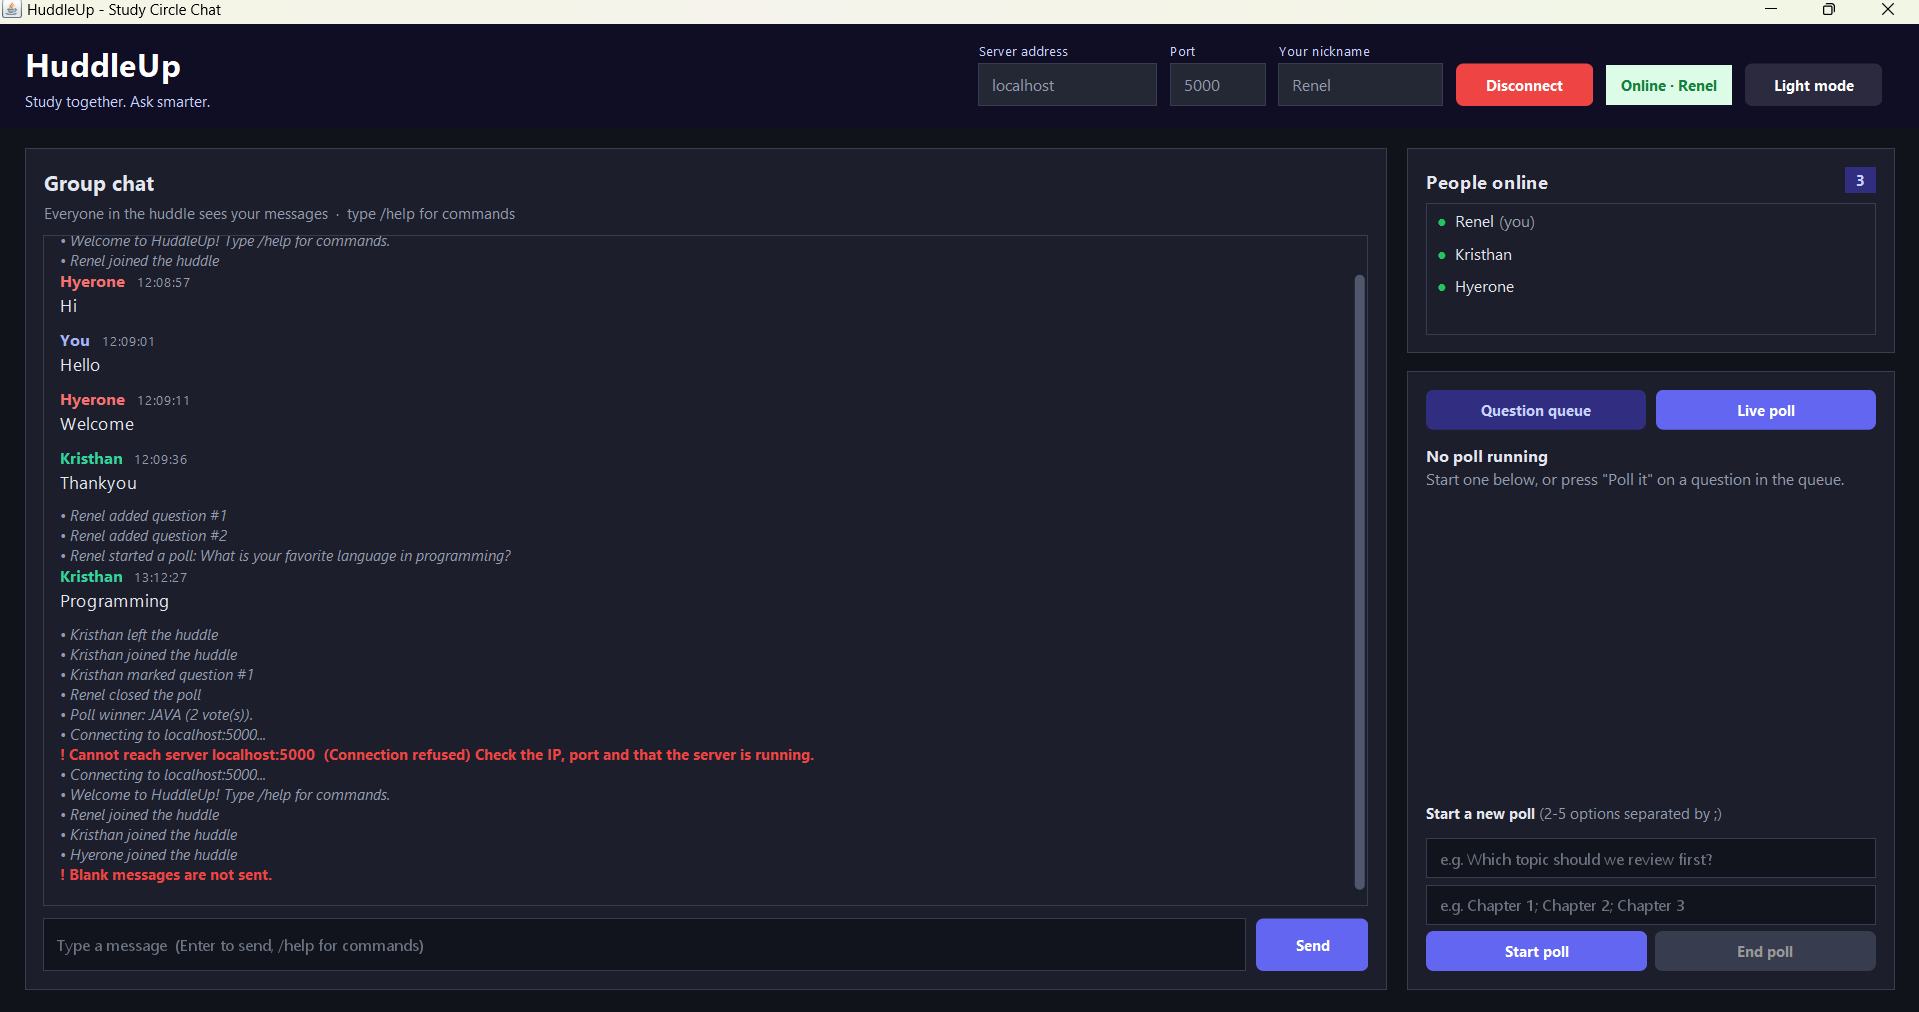 HuddleUp - Study Circle Chat
HuddleUp
Study together. Ask smarter.
Server address
localhost
Port
5000
Your nickname
Renel
Disconnect
Online · Renel
Light mode
Group chat
Everyone in the huddle sees your messages · type /help for commands
• Welcome to HuddleUp! Type /help for commands.
• Renel joined the huddle
Hyerone 12:08:57
Hi
You 12:09:01
Hello
Hyerone 12:09:11
Welcome
Kristhan 12:09:36
Thankyou
• Renel added question #1
• Renel added question #2
• Renel started a poll: What is your favorite language in programming?
Kristhan 13:12:27
Programming
• Kristhan left the huddle
• Kristhan joined the huddle
• Kristhan marked question #1
• Renel closed the poll
• Poll winner: JAVA (2 vote(s)).
• Connecting to localhost:5000...
! Cannot reach server localhost:5000 (Connection refused) Check the IP, port and that the server is running.
• Connecting to localhost:5000...
• Welcome to HuddleUp! Type /help for commands.
• Renel joined the huddle
• Kristhan joined the huddle
• Hyerone joined the huddle
! Blank messages are not sent.
Type a message (Enter to send, /help for commands)
Send
People online
3
Renel (you)
Kristhan
Hyerone
Question queue
Live poll
No poll running
Start one below, or press "Poll it" on a question in the queue.
Start a new poll (2-5 options separated by ;)
e.g. Which topic should we review first?
e.g. Chapter 1; Chapter 2; Chapter 3
Start poll
End poll